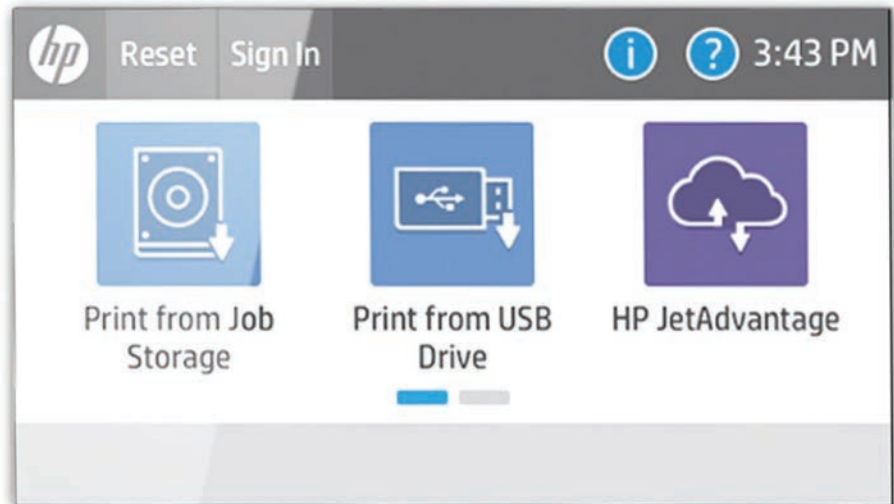 hp
Reset
Sign In
i
?
3:43 PM
Print from Job
Storage
Print from USB
Drive
HP JetAdvantage